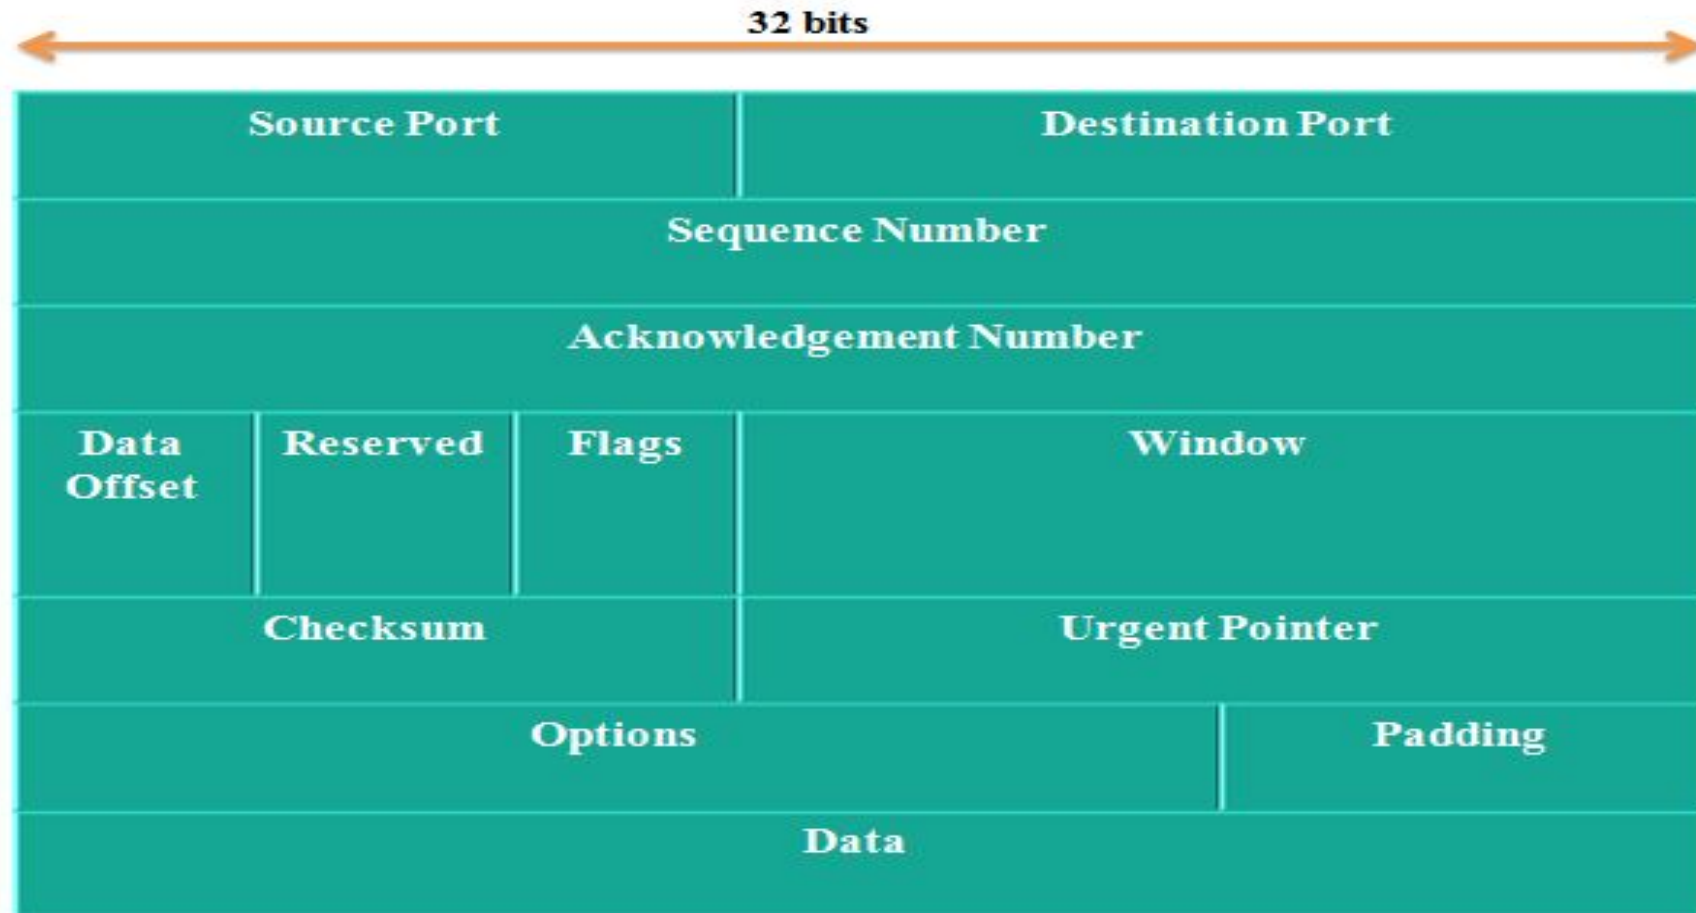 32 bits
Source Port
Destination Port
Sequence Number
Acknowledgement Number
Data
Offset
Reserved
Flags
Window
Checksum
Urgent Pointer
Options
Padding
Data